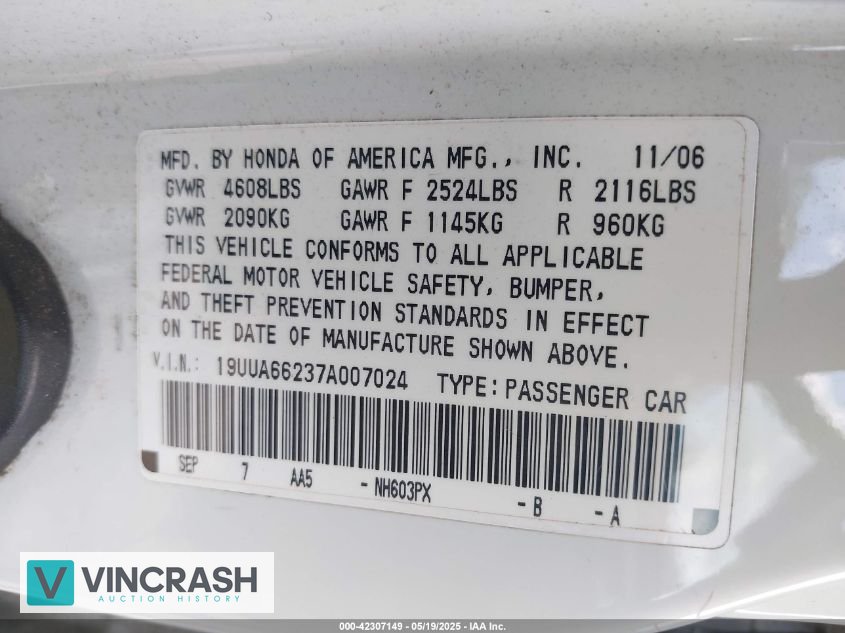 MFD. BY HONDA OF AMERICA MFG., INC. 11/06
GVWR 4608LBS GAWR F 2524LBS R 2116LBS
GVWR 2090KG GAWR F 1145KG R 960KG
THIS VEHICLE CONFORMS TO ALL APPLICABLE
FEDERAL MOTOR VEHICLE SAFETY, BUMPER,
AND THEFT PREVENTION STANDARDS IN EFFECT
ON THE DATE OF MANUFACTURE SHOWN ABOVE.
V.I.N.: 19UUA66237A007024 TYPE: PASSENGER CAR
SEP 7 AA5 - NH603PX - B - A
V VINCRASH
AUCTION HISTORY
000-42307149 - 05/19/2025 - IAA Inc.